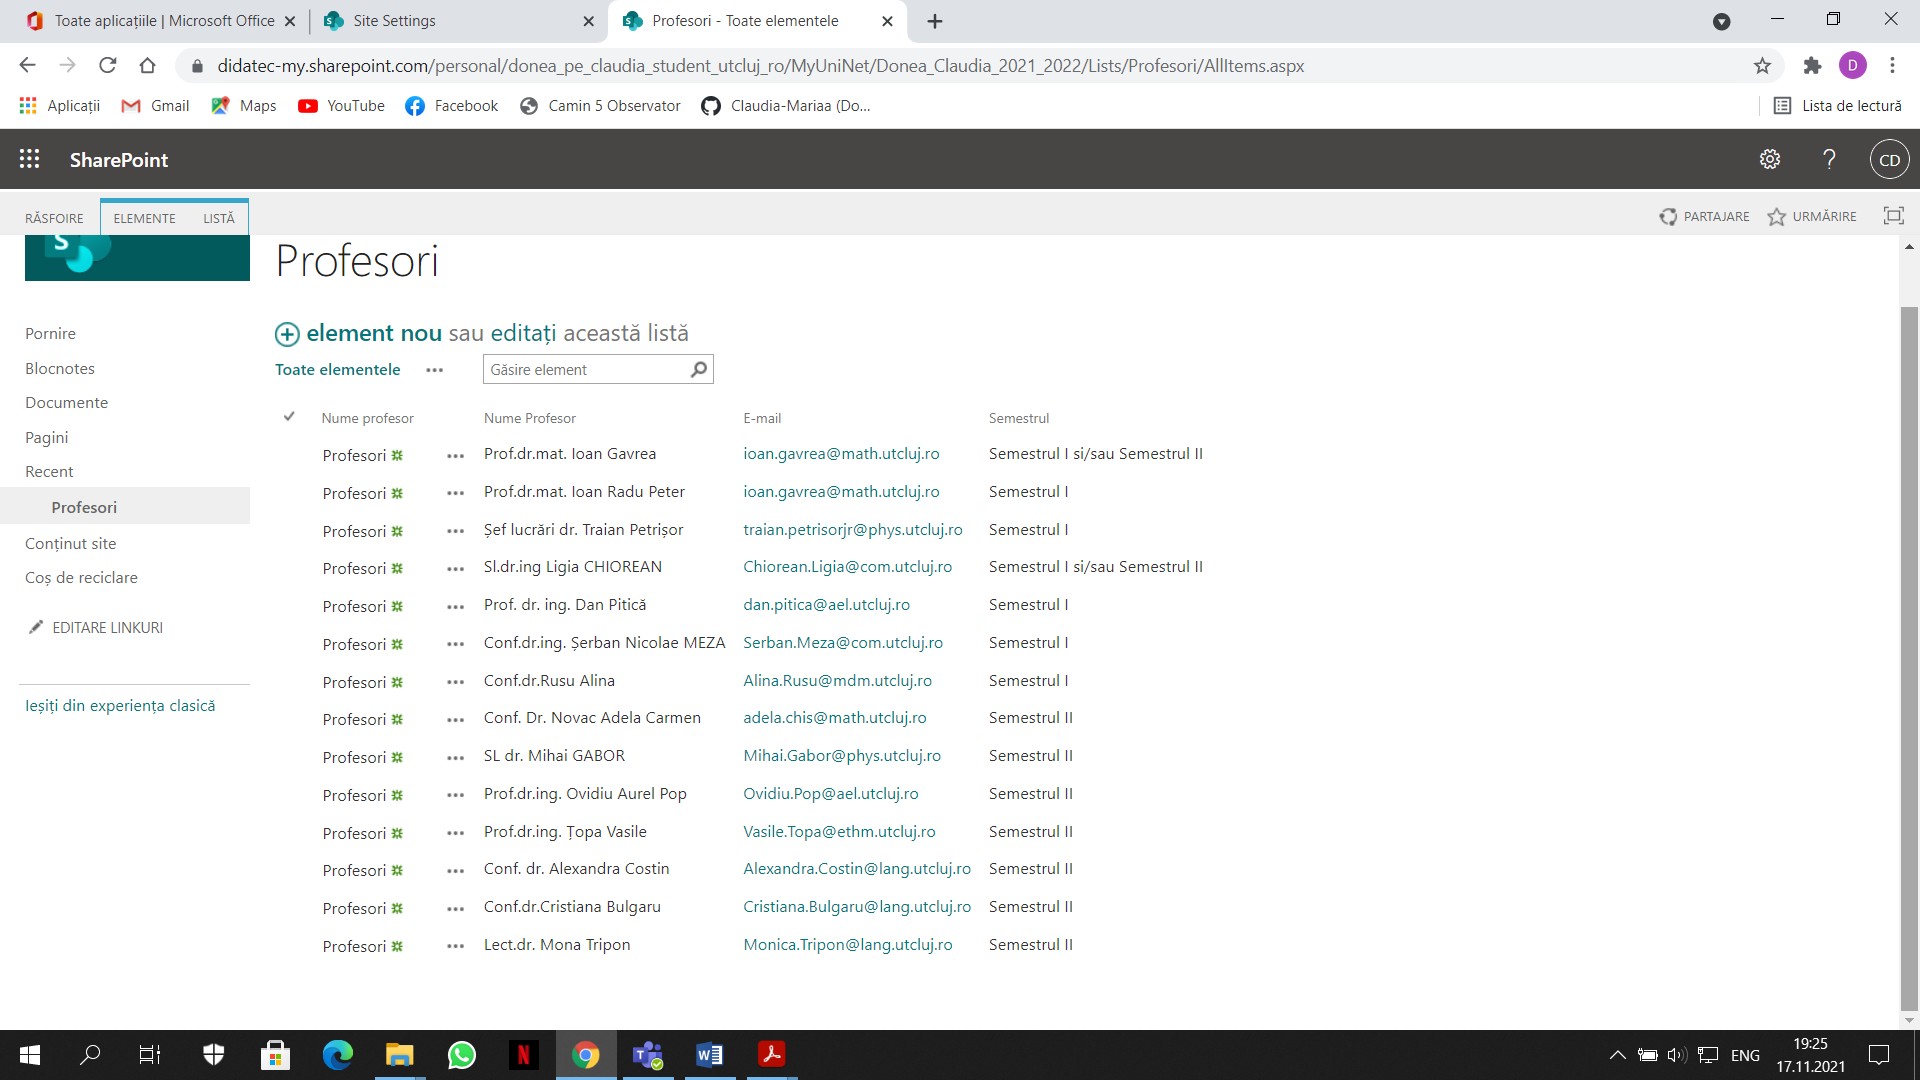 Toate aplicațiile | Microsoft Office
Site Settings
Profesori - Toate elementele
didatec-my.sharepoint.com/personal/donea_pe_claudia_student_utcluj_ro/MyUniNet/Donea_Claudia_2021_2022/Lists/Profesori/AllItems.aspx
D
Aplicații Gmail Maps YouTube Facebook Camin 5 Observator Claudia-Mariaa (Do... Lista de lectură
SharePoint ? CD
RĂSFOIRE ELEMENTE LISTĂ PARTAJARE URMĂRIRE
S
Profesori
Pornire
Blocnotes
Documente
Pagini
Recent
Profesori
Conținut site
Coș de reciclare
EDITARE LINKURI
Ieșiți din experiența clasică
element nou sau editați această listă
Toate elementele ••• Găsire element
Nume profesor Nume Profesor E-mail Semestrul
Profesori ••• Prof.dr.mat. Ioan Gavrea ioan.gavrea@math.utcluj.ro Semestrul I si/sau Semestrul II
Profesori ••• Prof.dr.mat. Ioan Radu Peter ioan.gavrea@math.utcluj.ro Semestrul I
Profesori ••• Șef lucrări dr. Traian Petrișor traian.petrisorjr@phys.utcluj.ro Semestrul I
Profesori ••• Sl.dr.ing Ligia CHIOREAN Chiorean.Ligia@com.utcluj.ro Semestrul I si/sau Semestrul II
Profesori ••• Prof. dr. ing. Dan Pitică dan.pitica@ael.utcluj.ro Semestrul I
Profesori ••• Conf.dr.ing. Șerban Nicolae MEZA Serban.Meza@com.utcluj.ro Semestrul I
Profesori ••• Conf.dr.Rusu Alina Alina.Rusu@mdm.utcluj.ro Semestrul I
Profesori ••• Conf. Dr. Novac Adela Carmen adela.chis@math.utcluj.ro Semestrul II
Profesori ••• SL dr. Mihai GABOR Mihai.Gabor@phys.utcluj.ro Semestrul II
Profesori ••• Prof.dr.ing. Ovidiu Aurel Pop Ovidiu.Pop@ael.utcluj.ro Semestrul II
Profesori ••• Prof.dr.ing. Țopa Vasile Vasile.Topa@ethm.utcluj.ro Semestrul II
Profesori ••• Conf. dr. Alexandra Costin Alexandra.Costin@lang.utcluj.ro Semestrul II
Profesori ••• Conf.dr.Cristiana Bulgaru Cristiana.Bulgaru@lang.utcluj.ro Semestrul II
Profesori ••• Lect.dr. Mona Tripon Monica.Tripon@lang.utcluj.ro Semestrul II
ENG
19:25
17.11.2021